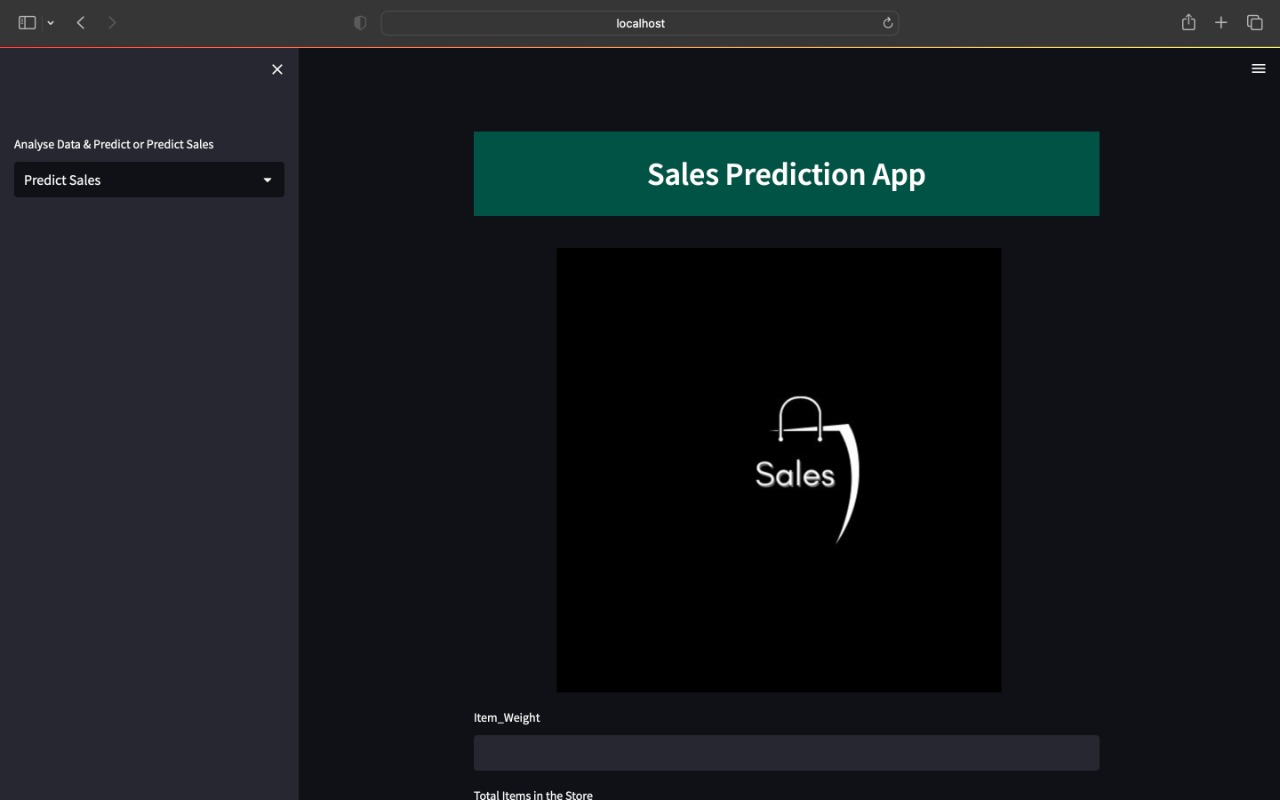 localhost
Analyse Data & Predict or Predict Sales
Predict Sales
Sales Prediction App
Sales
Item_Weight
Total Items in the Store